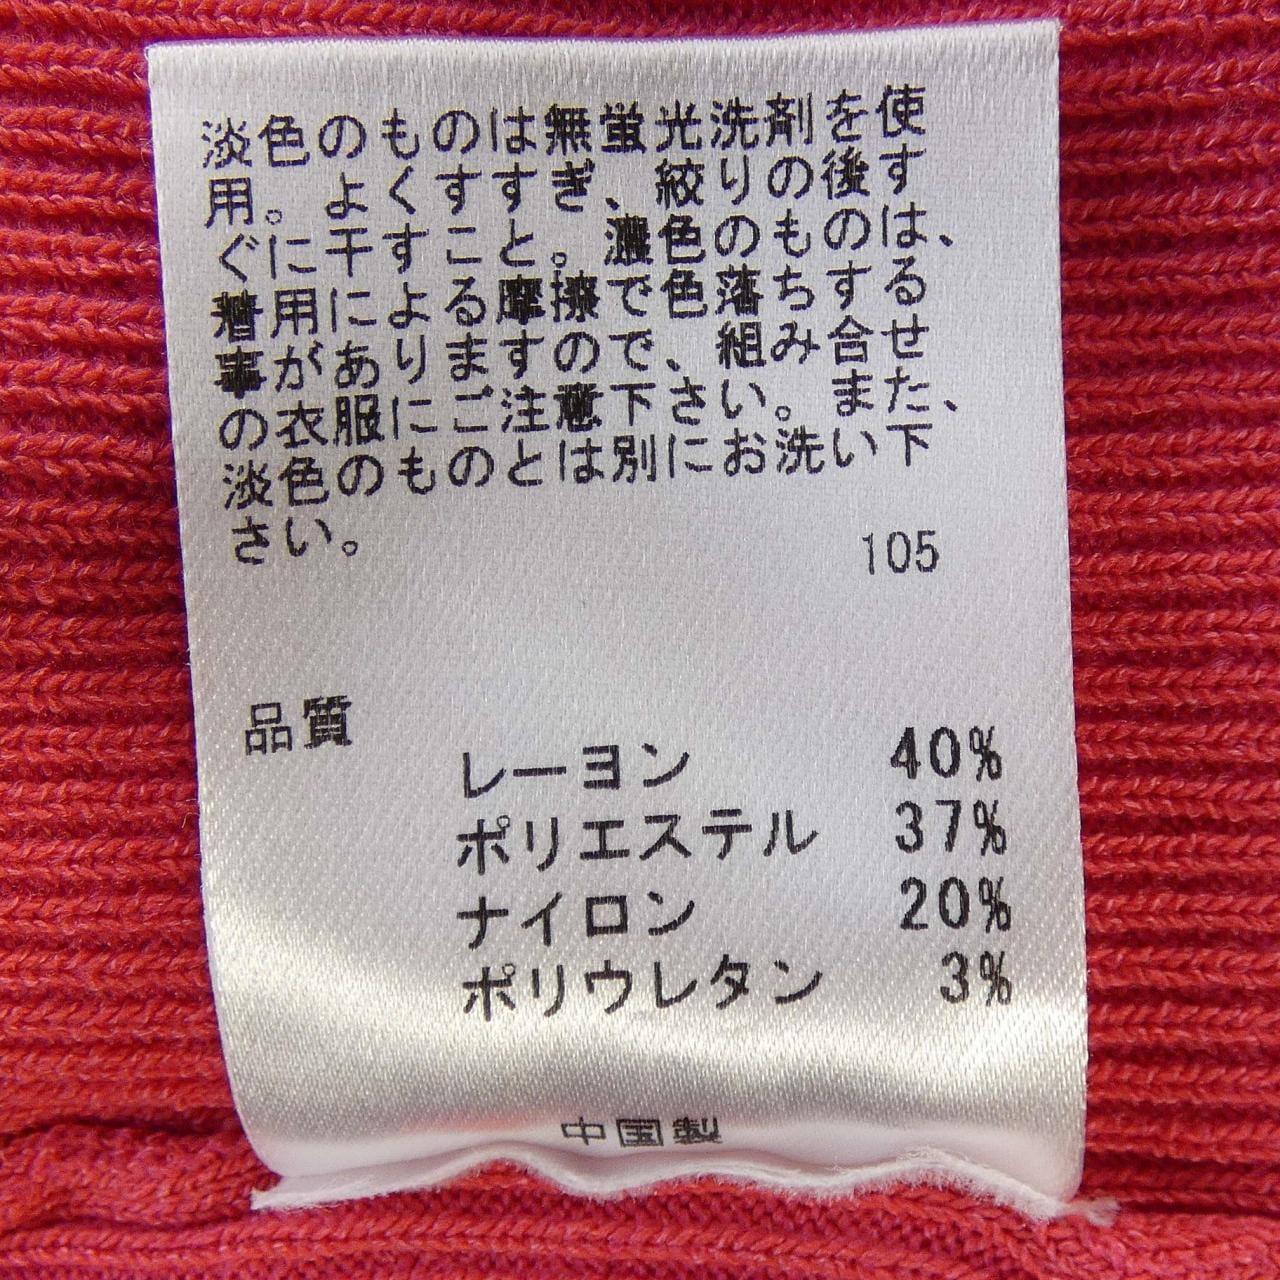 淡色のものは無蛍光洗剤を使
用。よくすすぎ、絞りの後す
ぐに干すこと。濃色のものは、
着用による摩擦で色落ちする
事がありますので、組み合せ
の衣服にご注意下さい。また、
淡色のものとは別にお洗い下
さい。
105
品質
レーヨン 40%
ポリエステル 37%
ナイロン 20%
ポリウレタン 3%
中国製